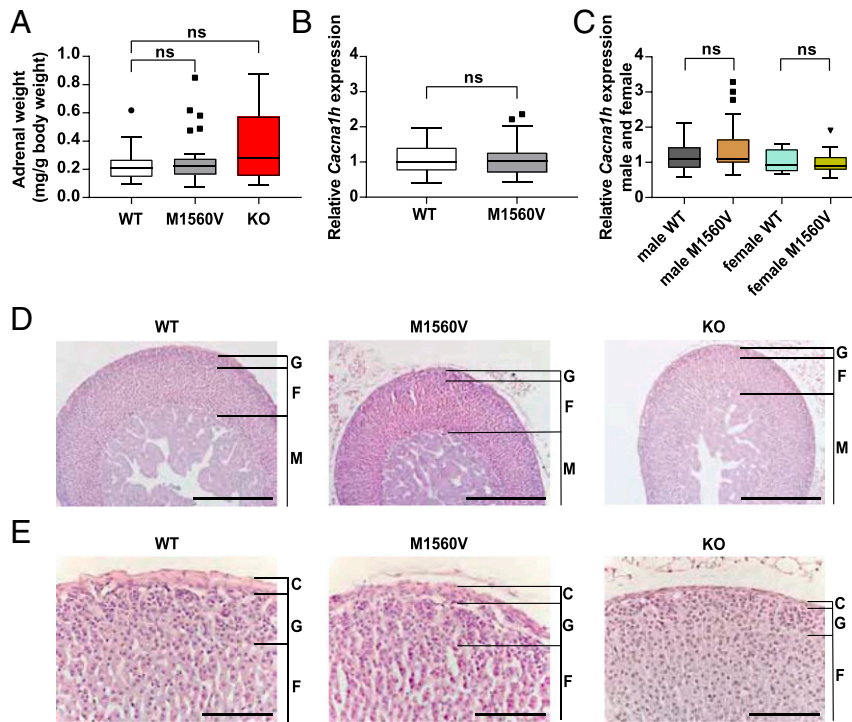 A
ns
ns
Adrenal weight
(mg/g body weight)
1.0
0.8
0.6
0.4
0.2
0.0
WT
M1560V
KO
B
ns
Relative Cacna1h expression
4
3
2
1
0
WT
M1560V
C
ns
ns
Relative Cacna1h expression
male and female
4
3
2
1
0
male WT
male M1560V
female WT
female M1560V
D
WT
G
F
M
M1560V
G
F
M
KO
G
F
M
E
WT
C
G
F
M1560V
C
G
F
KO
C
G
F